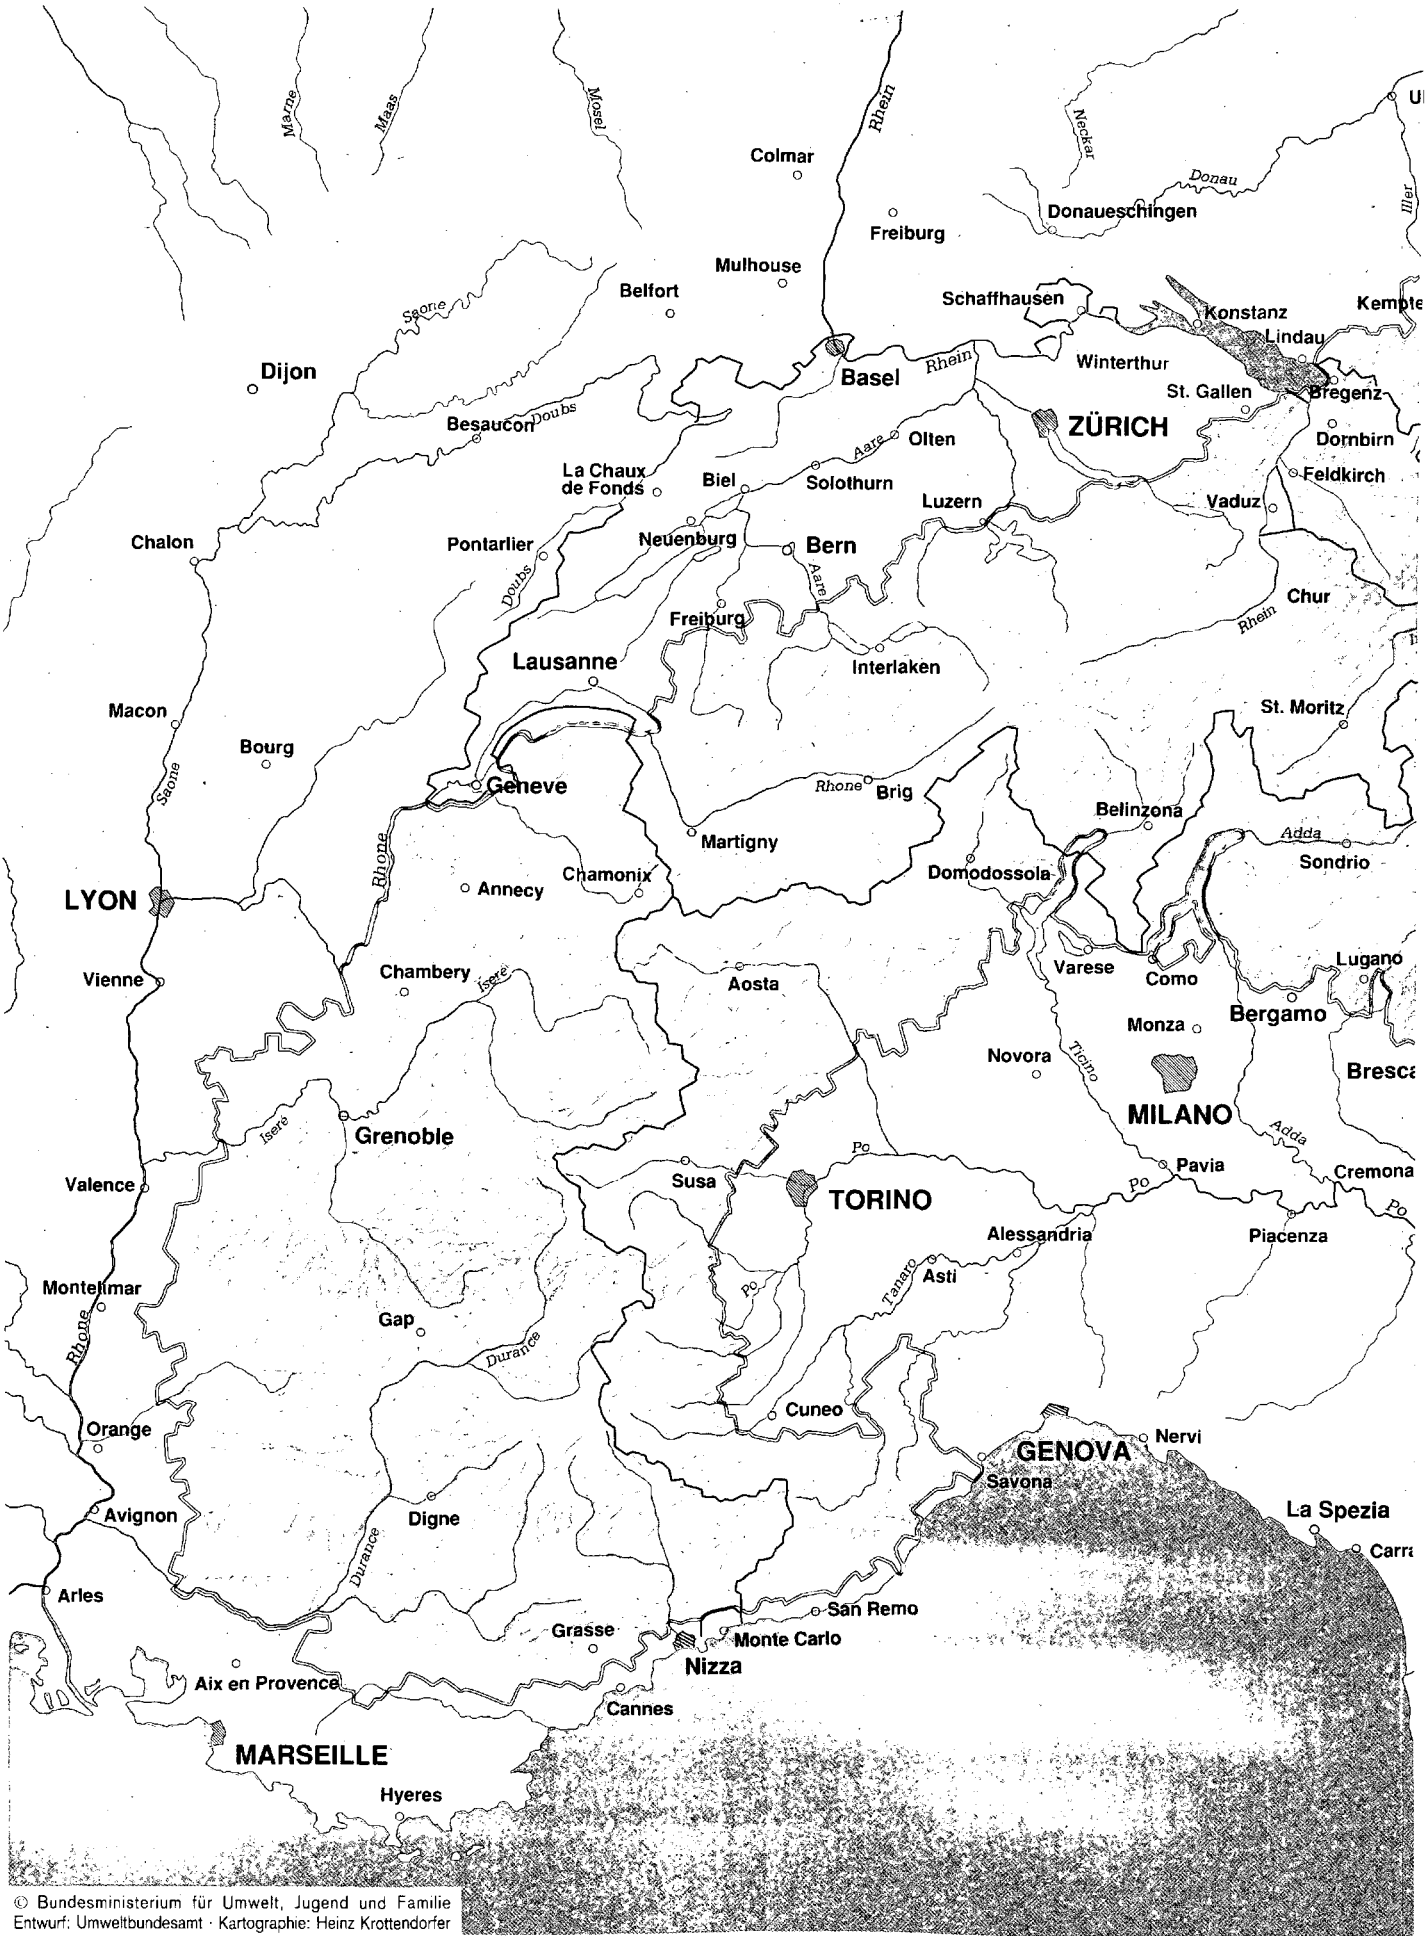 Marne
Maas
Mosel
Rhein
Neckar
Colmar
Donau
Iller
Donaueschingen
Freiburg
Mulhouse
Belfort
Schaffhausen
Konstanz
Kempte
Saone
Lindau
Dijon
Basel
Rhein
Winterthur
St. Gallen
Bregenz
Besaucon
Doubs
ZÜRICH
Aare
Olten
Dornbirn
La Chaux
de Fonds
Biel
Solothurn
Feldkirch
Luzern
Vaduz
Chalon
Pontarlier
Neuenburg
Bern
Doubs
Aare
Chur
Freiburg
Rhein
Lausanne
Interlaken
Macon
St. Moritz
Bourg
Saone
Geneve
Rhone
Brig
Belinzona
Martigny
Adda
Sondrio
Rhone
Domodossola
Chamonix
Annecy
LYON
Vienne
Chambery
Iseré
Aosta
Varese
Como
Lugano
Bergamo
Monza
Novora
Ticino
Bresca
MILANO
Iseré
Grenoble
Adda
Po
Pavia
Cremona
Valence
Susa
TORINO
Po
Po
Alessandria
Piacenza
Montelimar
Po
Tanaro
Asti
Gap
Rhone
Durance
Cuneo
Orange
GENOVA
Nervi
Savona
Avignon
Digne
La Spezia
Durance
Carra
Arles
San Remo
Grasse
Monte Carlo
Nizza
Aix en Provence
Cannes
MARSEILLE
Hyeres
© Bundesministerium für Umwelt, Jugend und Familie
Entwurf: Umweltbundesamt · Kartographie: Heinz Krottendorfer